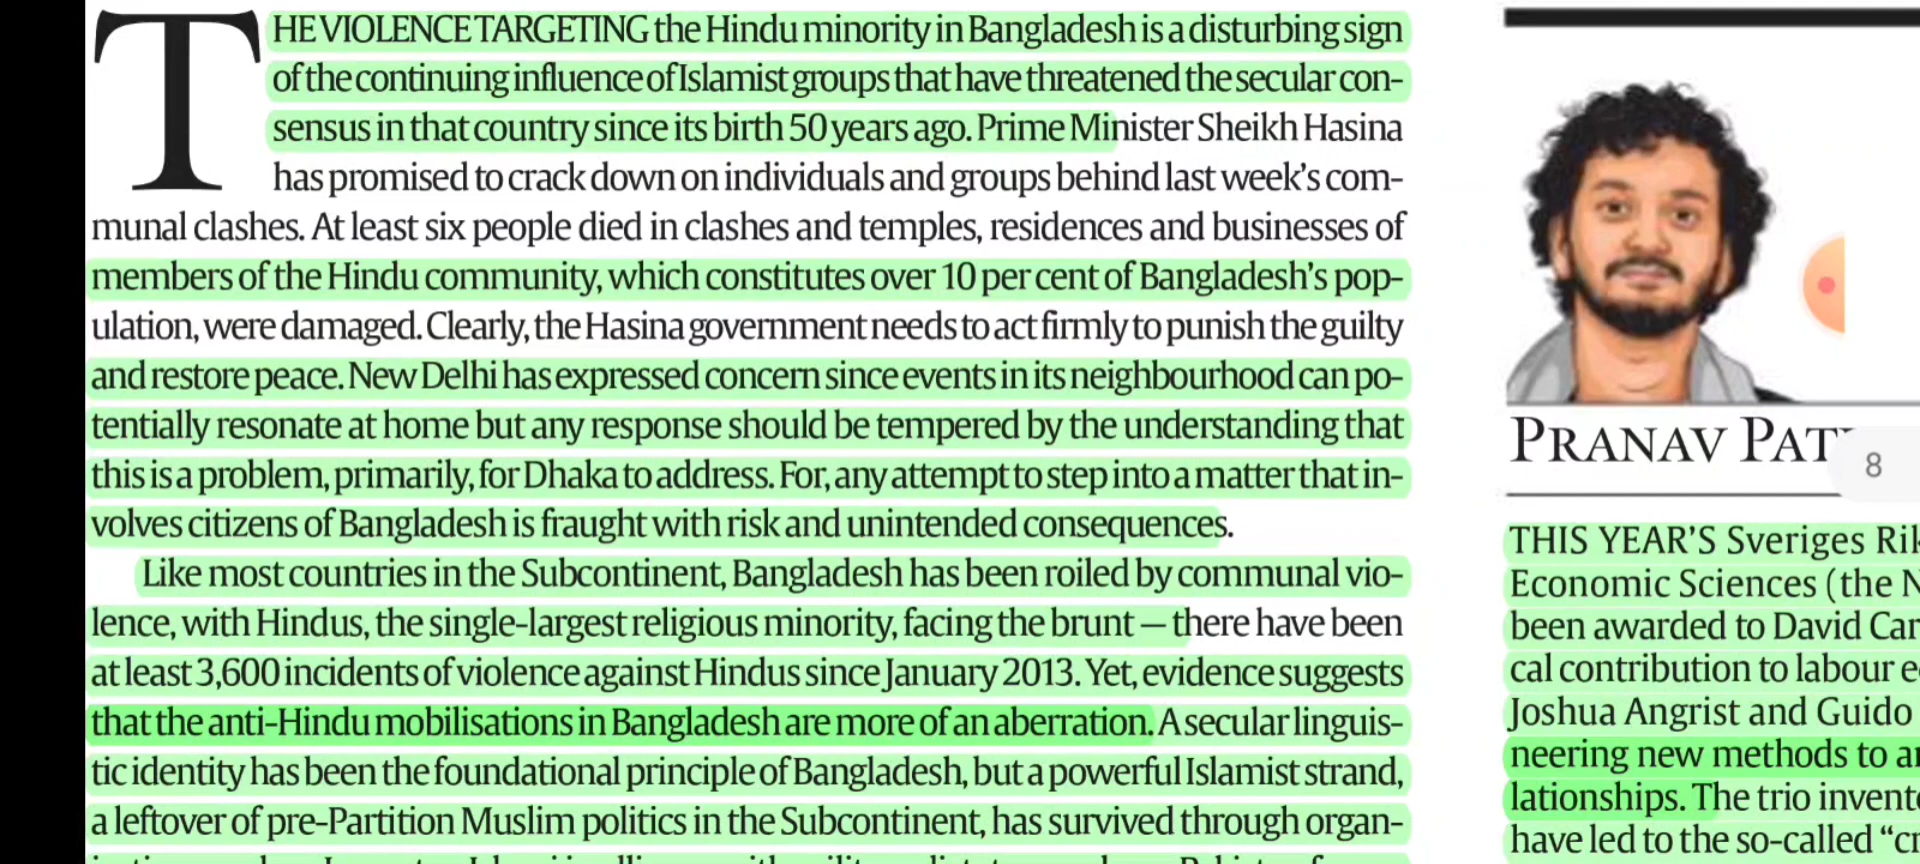 THE VIOLENCE TARGETING the Hindu minority in Bangladesh is a disturbing sign
of the continuing influence of Islamist groups that have threatened the secular con-
sensus in that country since its birth 50 years ago. Prime Minister Sheikh Hasina
has promised to crack down on individuals and groups behind last week's com-
munal clashes. At least six people died in clashes and temples, residences and businesses of
members of the Hindu community, which constitutes over 10 per cent of Bangladesh's pop-
ulation, were damaged. Clearly, the Hasina government needs to act firmly to punish the guilty
and restore peace. New Delhi has expressed concern since events in its neighbourhood can po-
tentially resonate at home but any response should be tempered by the understanding that
this is a problem, primarily, for Dhaka to address. For, any attempt to step into a matter that in-
volves citizens of Bangladesh is fraught with risk and unintended consequences.
Like most countries in the Subcontinent, Bangladesh has been roiled by communal vio-
lence, with Hindus, the single-largest religious minority, facing the brunt — there have been
at least 3,600 incidents of violence against Hindus since January 2013. Yet, evidence suggests
that the anti-Hindu mobilisations in Bangladesh are more of an aberration. A secular linguis-
tic identity has been the foundational principle of Bangladesh, but a powerful Islamist strand,
a leftover of pre-Partition Muslim politics in the Subcontinent, has survived through organ-
PRANAV
8
THIS YEAR'S Sveriges
Economic Sciences (the
been awarded to David
cal contribution to labour
Joshua Angrist and Guido
neering new methods to
lationships. The trio
have led to the so-called